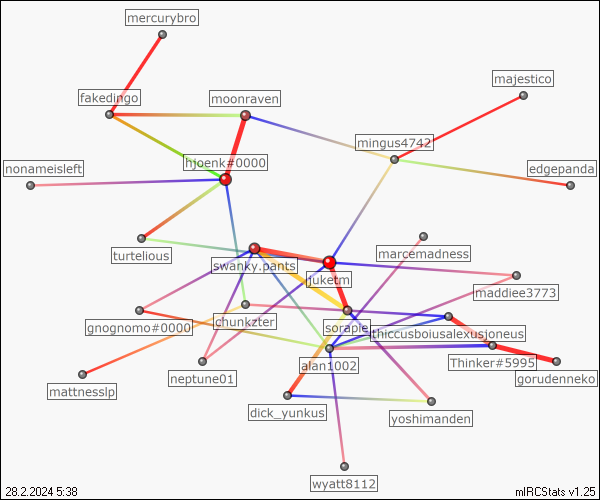 mercurybro
majestico
fakedingo
moonraven
mingus4742
nonameisleft
hjoenk#0000
edgepanda
turtelious
swanky.pants
marcemadness
juketm
maddiee3773
gnognomo#0000
chunkzter
soraple
thiccusbousalexusjoneus
alan1002
Thinker#5995
gorudenneko
mattnesslp
neptune01
dick_yunkus
yoshimanden
wyatt8112
28.2.2024 5:38
mIRCStats v1.25